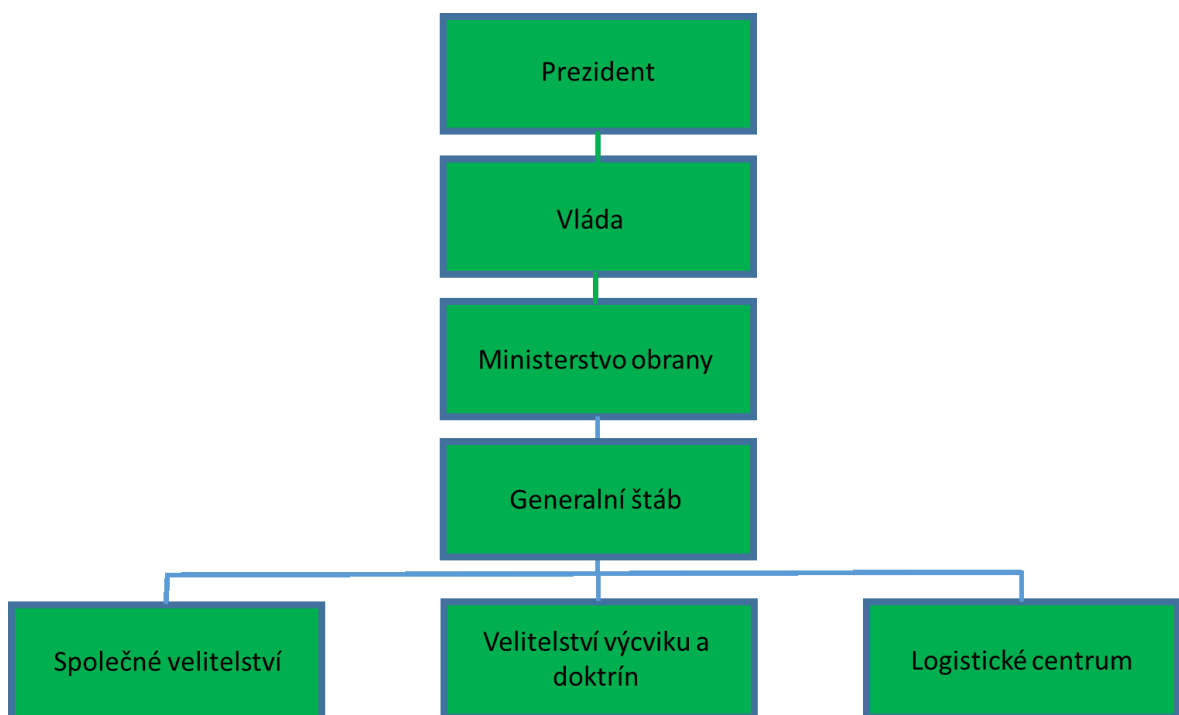 Prezident
Vláda
Ministerstvo obrany
Generalní štáb
Společné velitelství
Velitelství výcviku a
doktrín
Logistické centrum